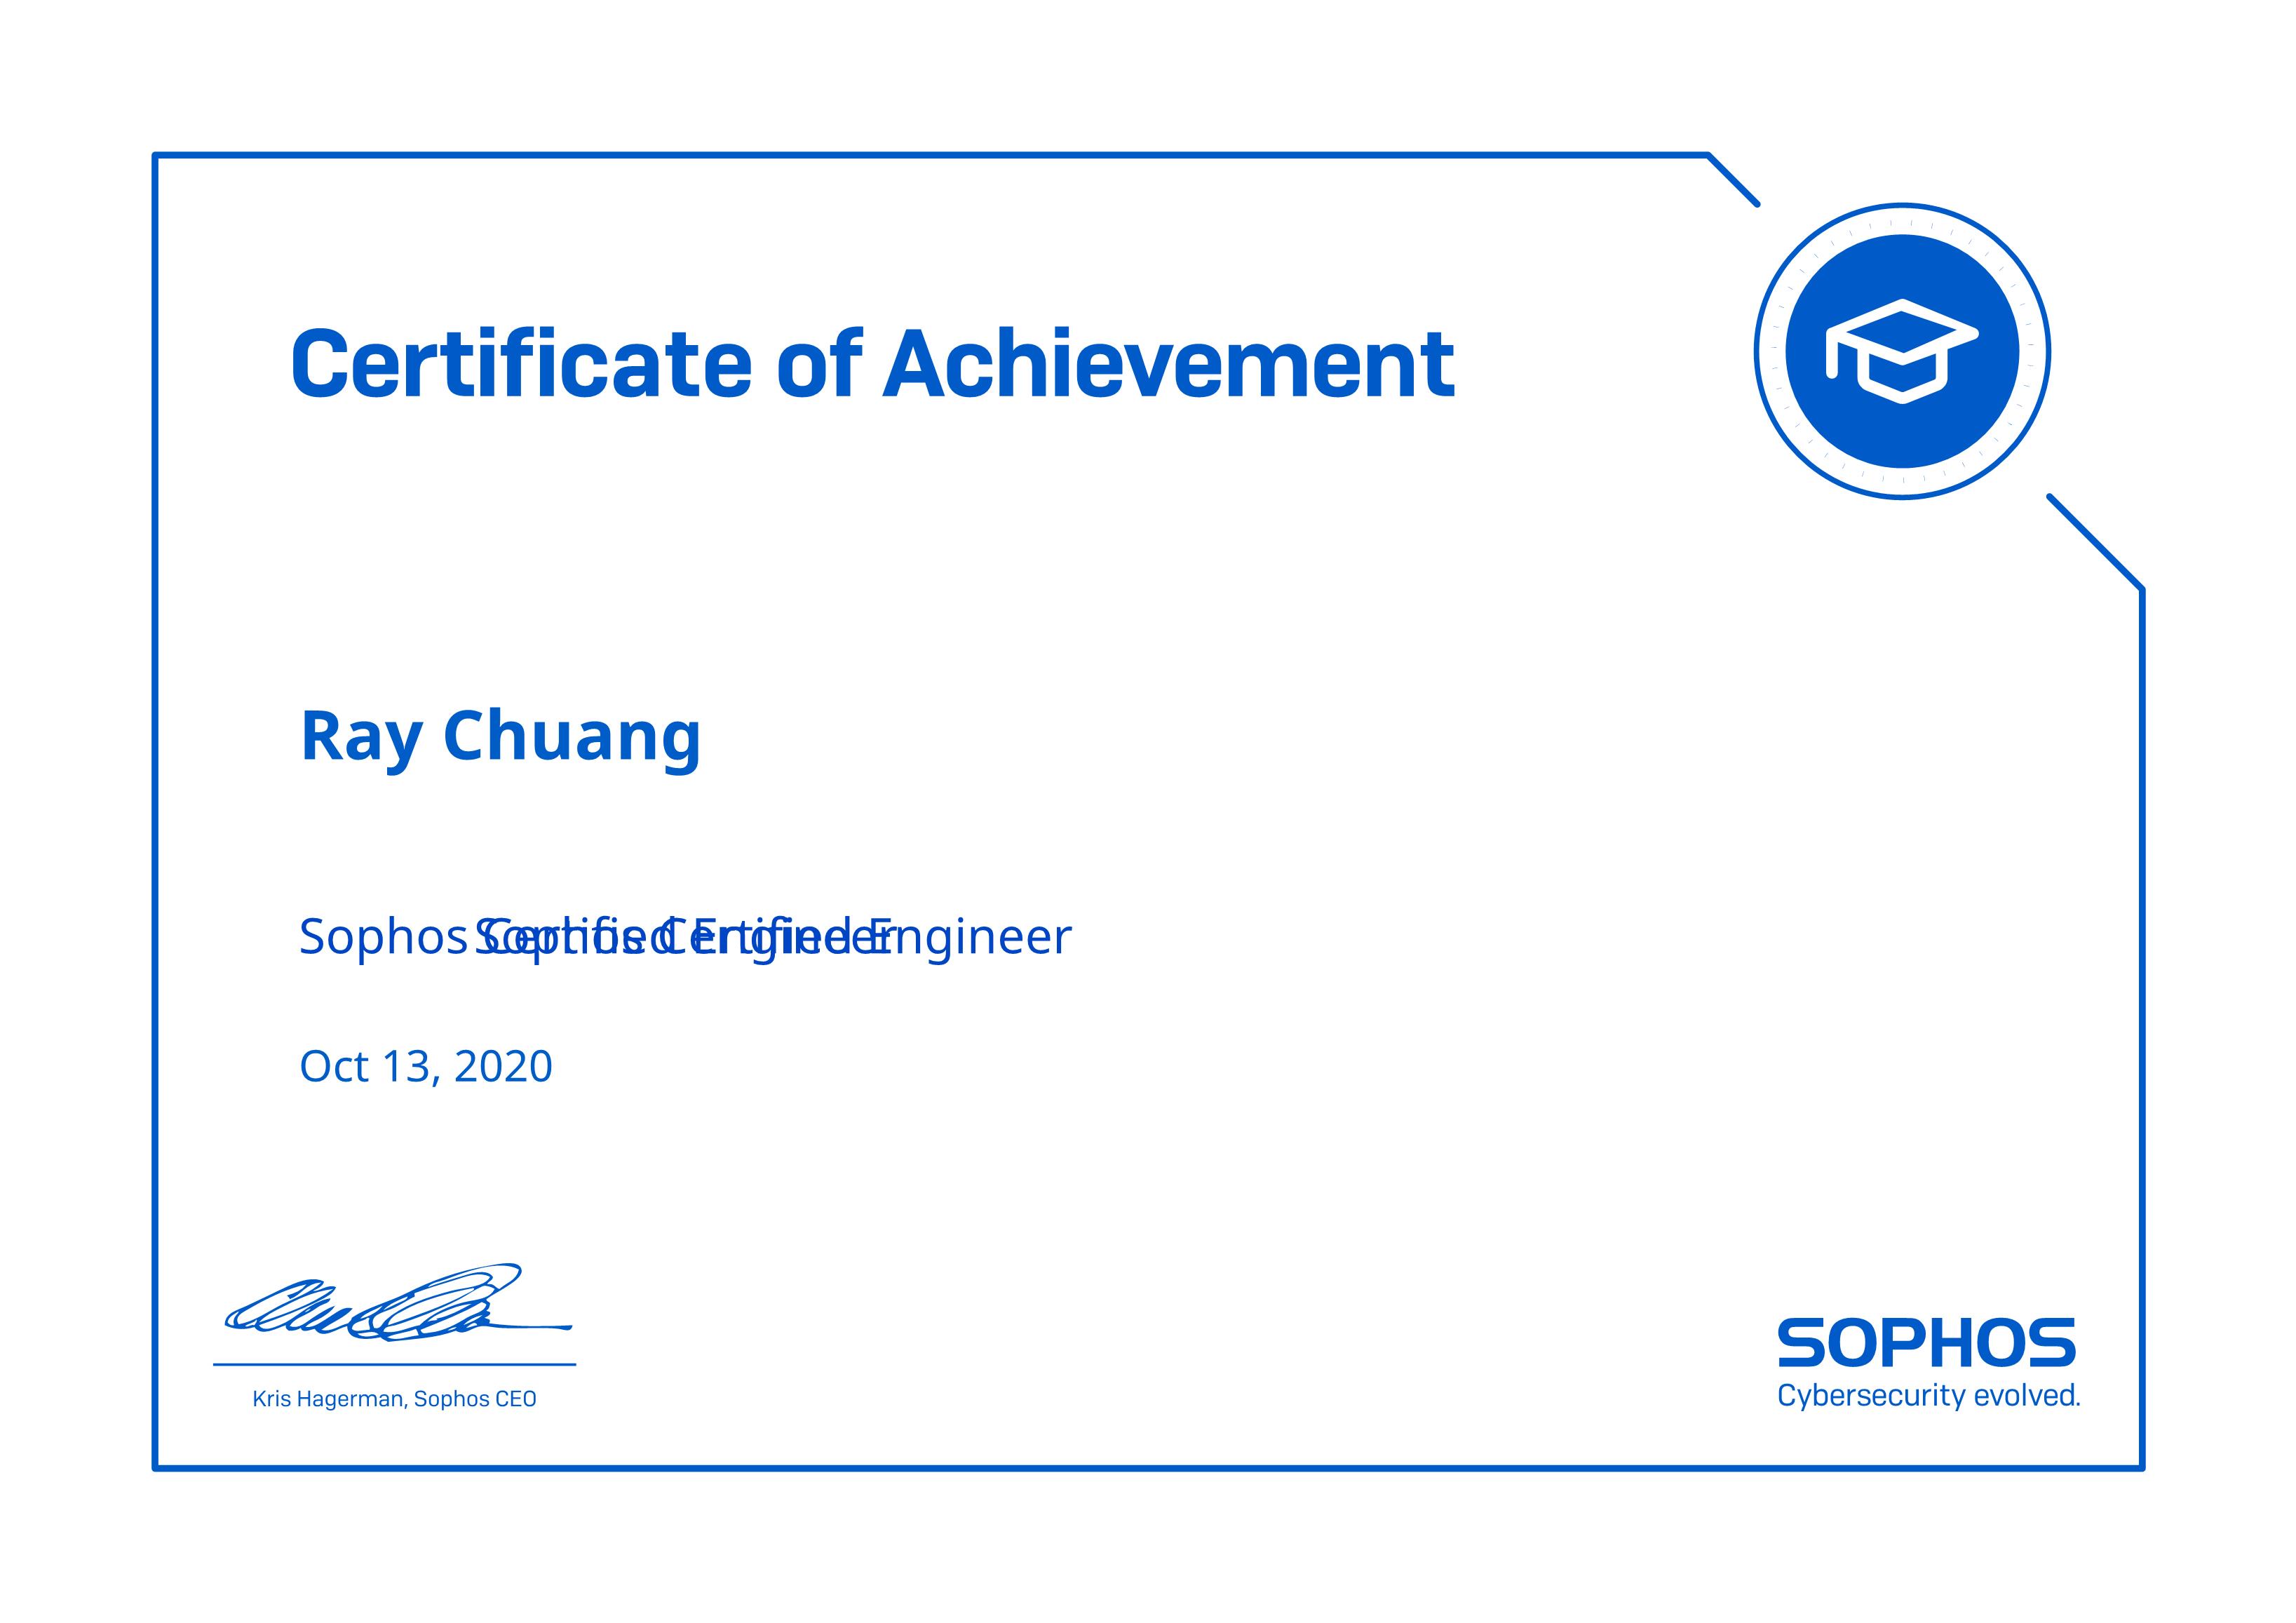 Certificate of Achievement
Ray Chuang
Sophos Certified Engineer
Sophos Certified Engineer
Oct 13, 2020
Kris Hagerman, Sophos CEO
SOPHOS
Cybersecurity evolved.